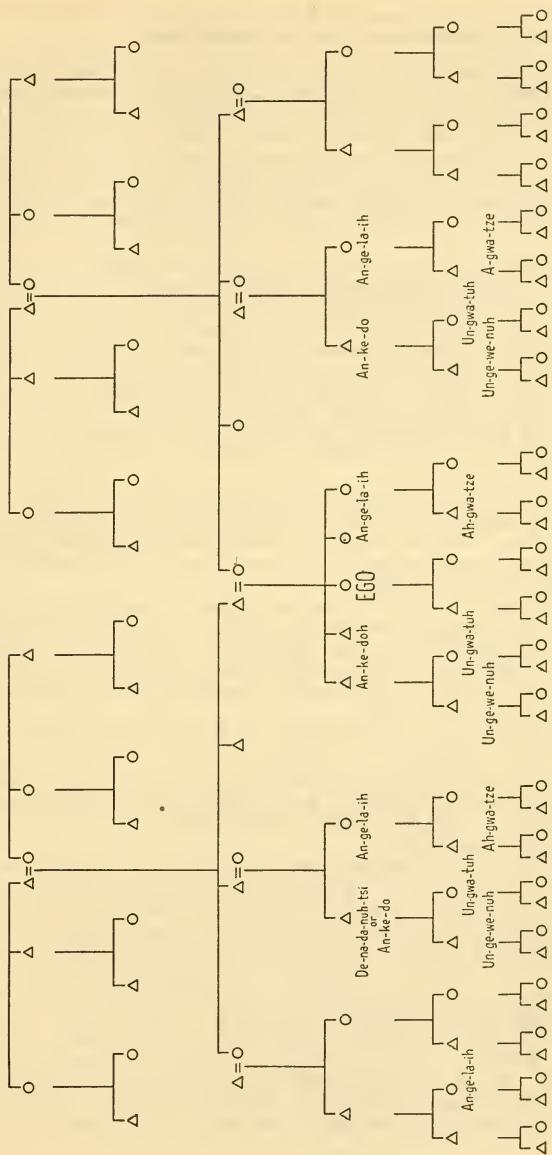 De-na-da-nuh-tsi
or
An-ke-do
An-ge-la-ih
An-ke-doh
EGO
An-ge-la-ih
An-ke-do
An-ge-la-ih
An-ge-la-ih
Un-ge-we-nuh
Un-gwa-tuh
Ah-gwa-tze
Un-ge-we-nuh
Un-gwa-tuh
Ah-gwa-tze
Un-ge-we-nuh
Un-gwa-tuh
A-gwa-tze